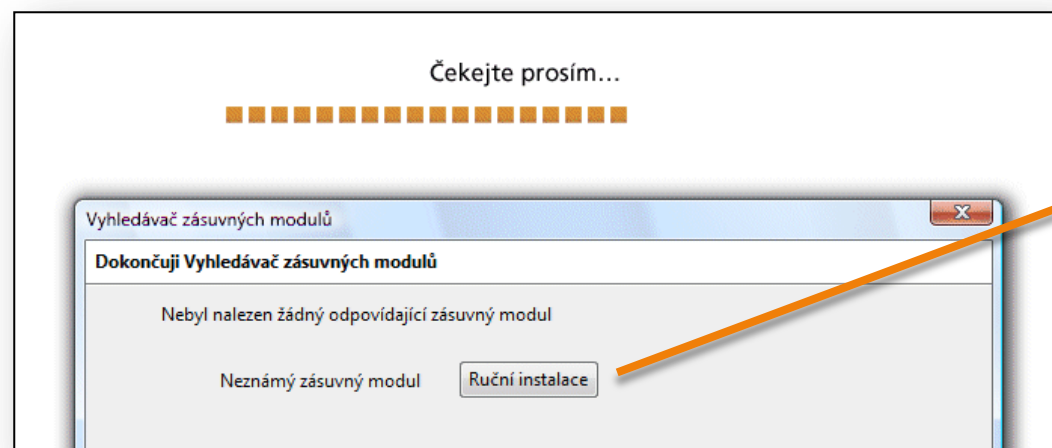 Čekejte prosím...
Vyhledávač zásuvných modulů
Dokončuji Vyhledávač zásuvných modulů
Nebyl nalezen žádný odpovídající zásuvný modul
Neznámý zásuvný modul Ruční instalace